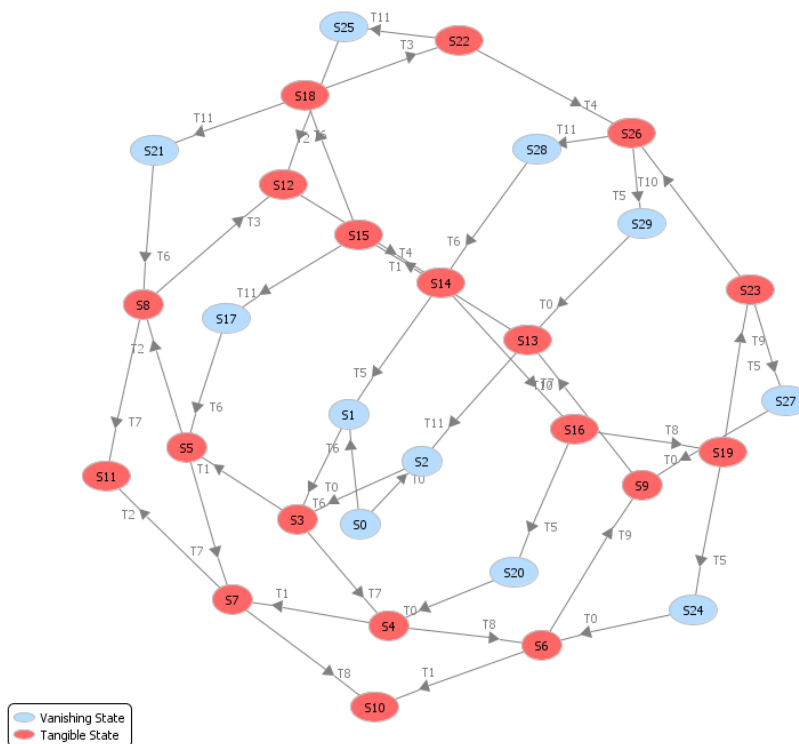 S25
T11
S22
T3
S18
T4
T11
T2
S26
S21
T11
S28
T10
S12
T5
S29
T3
S15
T6
T6
T4
T1
S14
T0
S8
T11
S23
S17
S13
T9
T2
T5
T5
S27
T7
T10
T7
T6
T11
S1
S16
T8
T6
S5
S2
S19
T0
S11
T1
T0
T0
S9
T6
T2
S3
S0
T5
T9
T5
T7
S20
T7
S7
T1
T0
S24
S4
T8
T0
S6
T8
T1
S10
Vanishing State
Tangible State